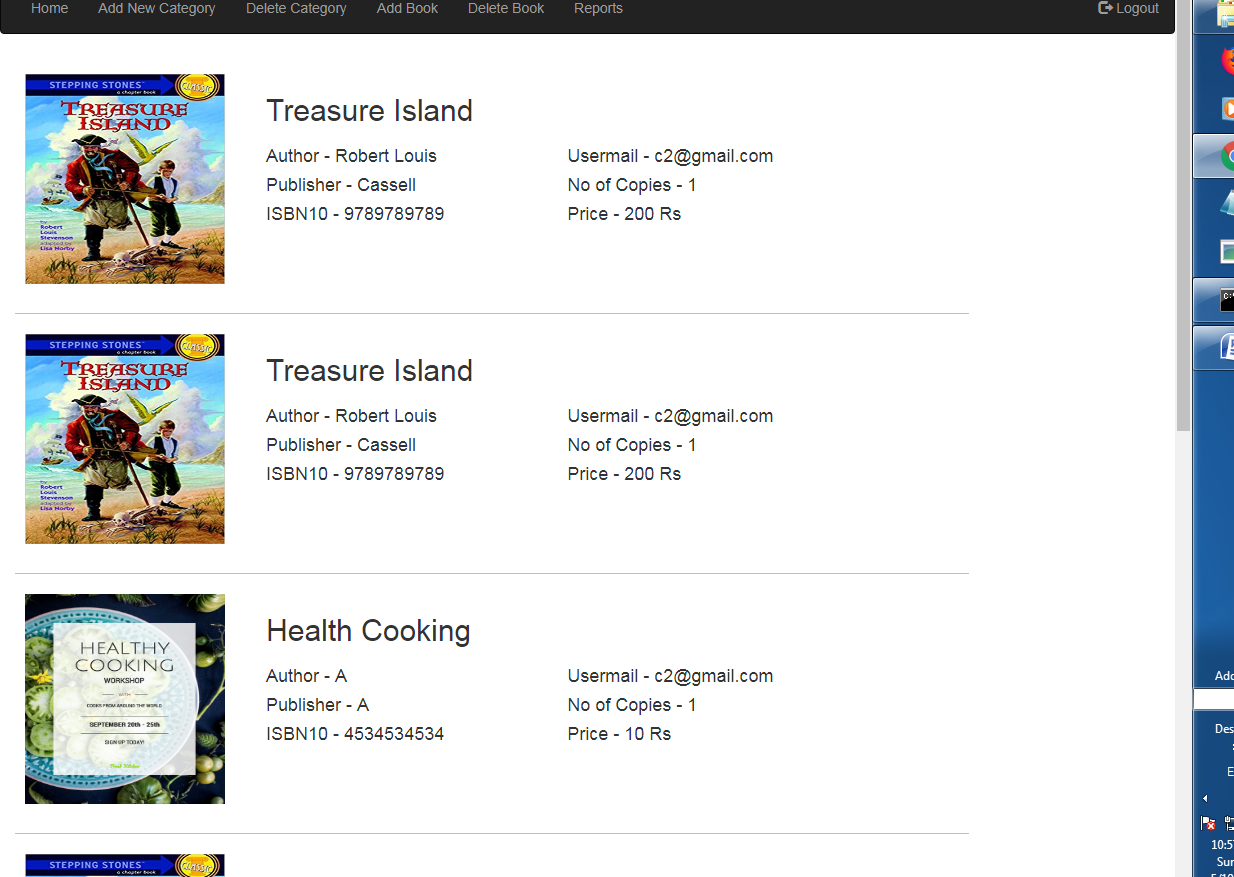 Home Add New Category Delete Category Add Book Delete Book Reports Logout
STEPPING STONES
a chapter book
CLASSIC
TREASURE
ISLAND
by
Robert
Louis
Stevenson
adapted by
Lisa Norby
Treasure Island
Author - Robert Louis Usermail - c2@gmail.com
Publisher - Cassell No of Copies - 1
ISBN10 - 9789789789 Price - 200 Rs
STEPPING STONES
a chapter book
CLASSIC
TREASURE
ISLAND
by
Robert
Louis
Stevenson
adapted by
Lisa Norby
Treasure Island
Author - Robert Louis Usermail - c2@gmail.com
Publisher - Cassell No of Copies - 1
ISBN10 - 9789789789 Price - 200 Rs
HEALTHY
COOKING
WORKSHOP
WITH
COOKS FROM AROUND THE WORLD
SEPTEMBER 20th - 25th
SIGN UP TODAY!
Health Cooking
Author - A Usermail - c2@gmail.com
Publisher - A No of Copies - 1
ISBN10 - 4534534534 Price - 10 Rs
STEPPING STONES
a chapter book
CLASSIC
C:\
Add
Des
E
10:57
Sun